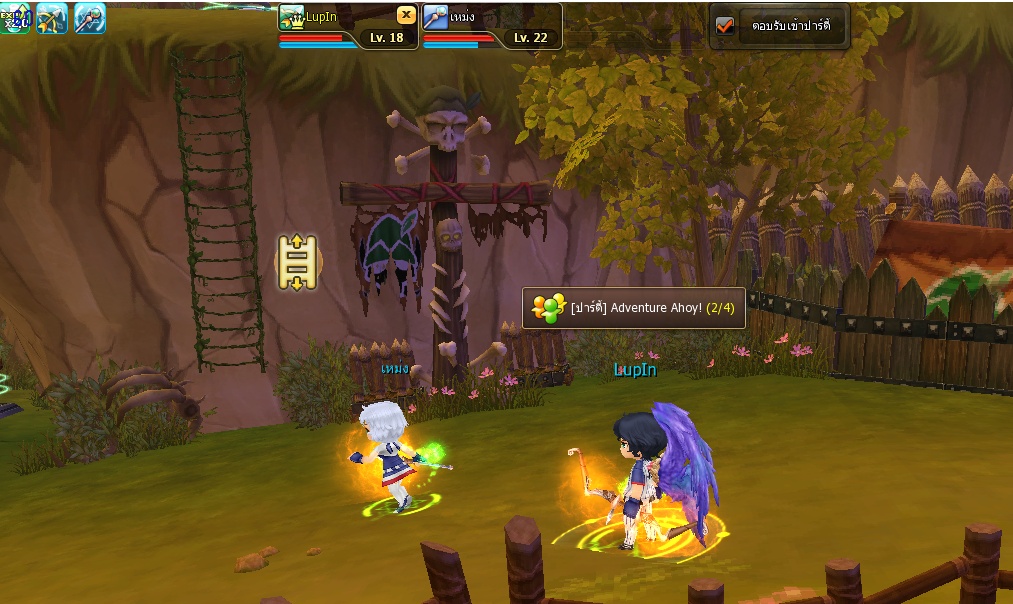 LupIn
Lv. 18
เหม่ง
Lv. 22
ตอบรับเข้าปาร์ตี้
[ปาร์ตี้] Adventure Ahoy! (2/4)
เหม่ง
LupIn